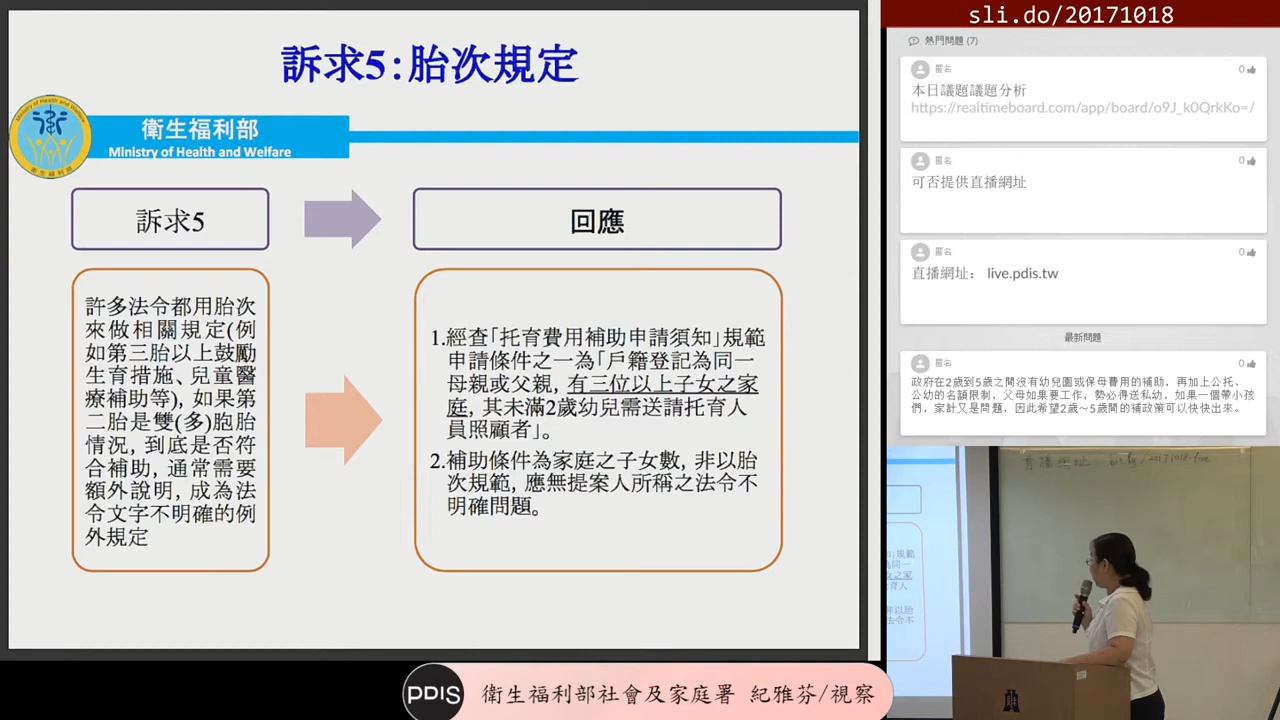 訴求5:胎次規定
衛生福利部
Ministry of Health and Welfare
訴求5
回應
許多法令都用胎次
來做相關規定(例
如第三胎以上鼓勵
生育措施、兒童醫
療補助等), 如果第
二胎是雙(多)胞胎
情況, 到底是否符
合補助, 通常需要
額外說明, 成為法
令文字不明確的例
外規定
1.經查「托育費用補助申請須知」規範
申請條件之一為「戶籍登記為同一
母親或父親, 有三位以上子女之家
庭, 其未滿2歲幼兒需送請托育人
員照顧者」。
2.補助條件為家庭之子女數, 非以胎
次規範, 應無提案人所稱之法令不
明確問題。
sli.do/20171018
熱門問題 (7)
匿名
0
本日議題議題分析
https://realtimeboard.com/app/board/o9J_k0QrkKo=/
匿名
0
可否提供直播網址
匿名
0
直播網址： live.pdis.tw
最新問題
匿名
0
政府在2歲到5歲之間沒有幼兒園或保母費用的補助，再加上公托、
公幼的名額限制，父母如果要工作，勢必得送私幼，如果一個帶小孩
們，家計又是問題，因此希望2歲～5歲間的補政策可以快快出來。
PDIS
衛生福利部社會及家庭署 紀雅芬/視察